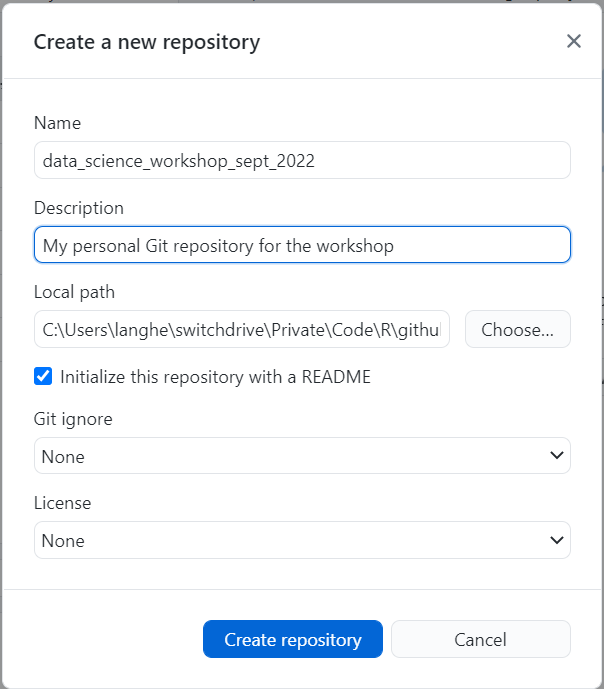 Create a new repository
Name
data_science_workshop_sept_2022
Description
My personal Git repository for the workshop
Local path
C:\Users\langhe\switchdrive\Private\Code\R\githu
Choose...
Initialize this repository with a README
Git ignore
None
License
None
Create repository
Cancel